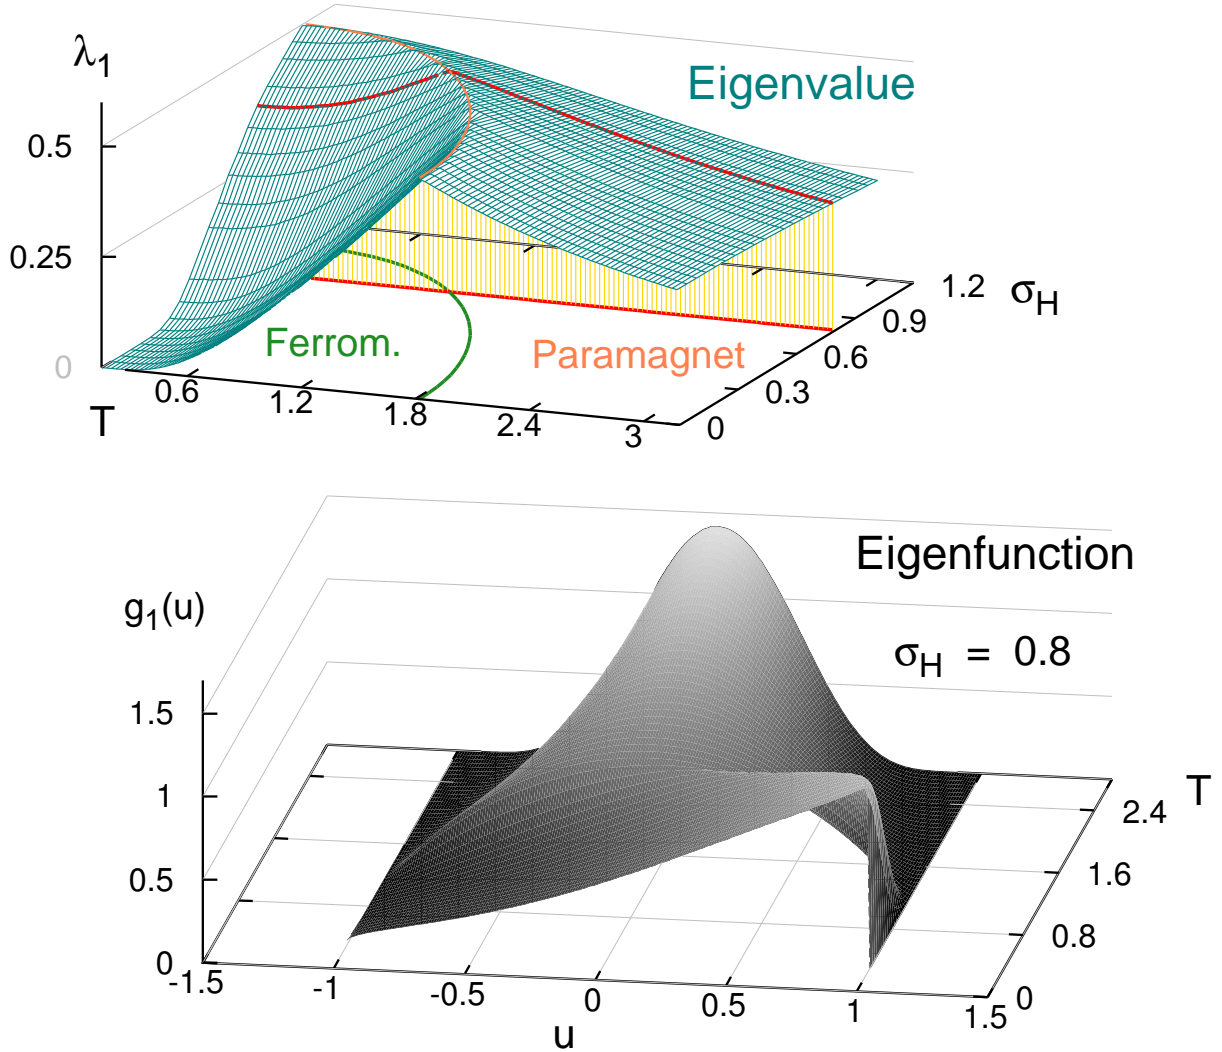 λ1
Eigenvalue
0.5
0.25
0
1.2
σH
0.9
0.6
0.3
0
Ferrom.
Paramagnet
T
0.6
1.2
1.8
2.4
3
Eigenfunction
g1(u)
σH = 0.8
1.5
1
0.5
0
T
2.4
1.6
0.8
0
-1.5
-1
-0.5
0
0.5
1
1.5
u